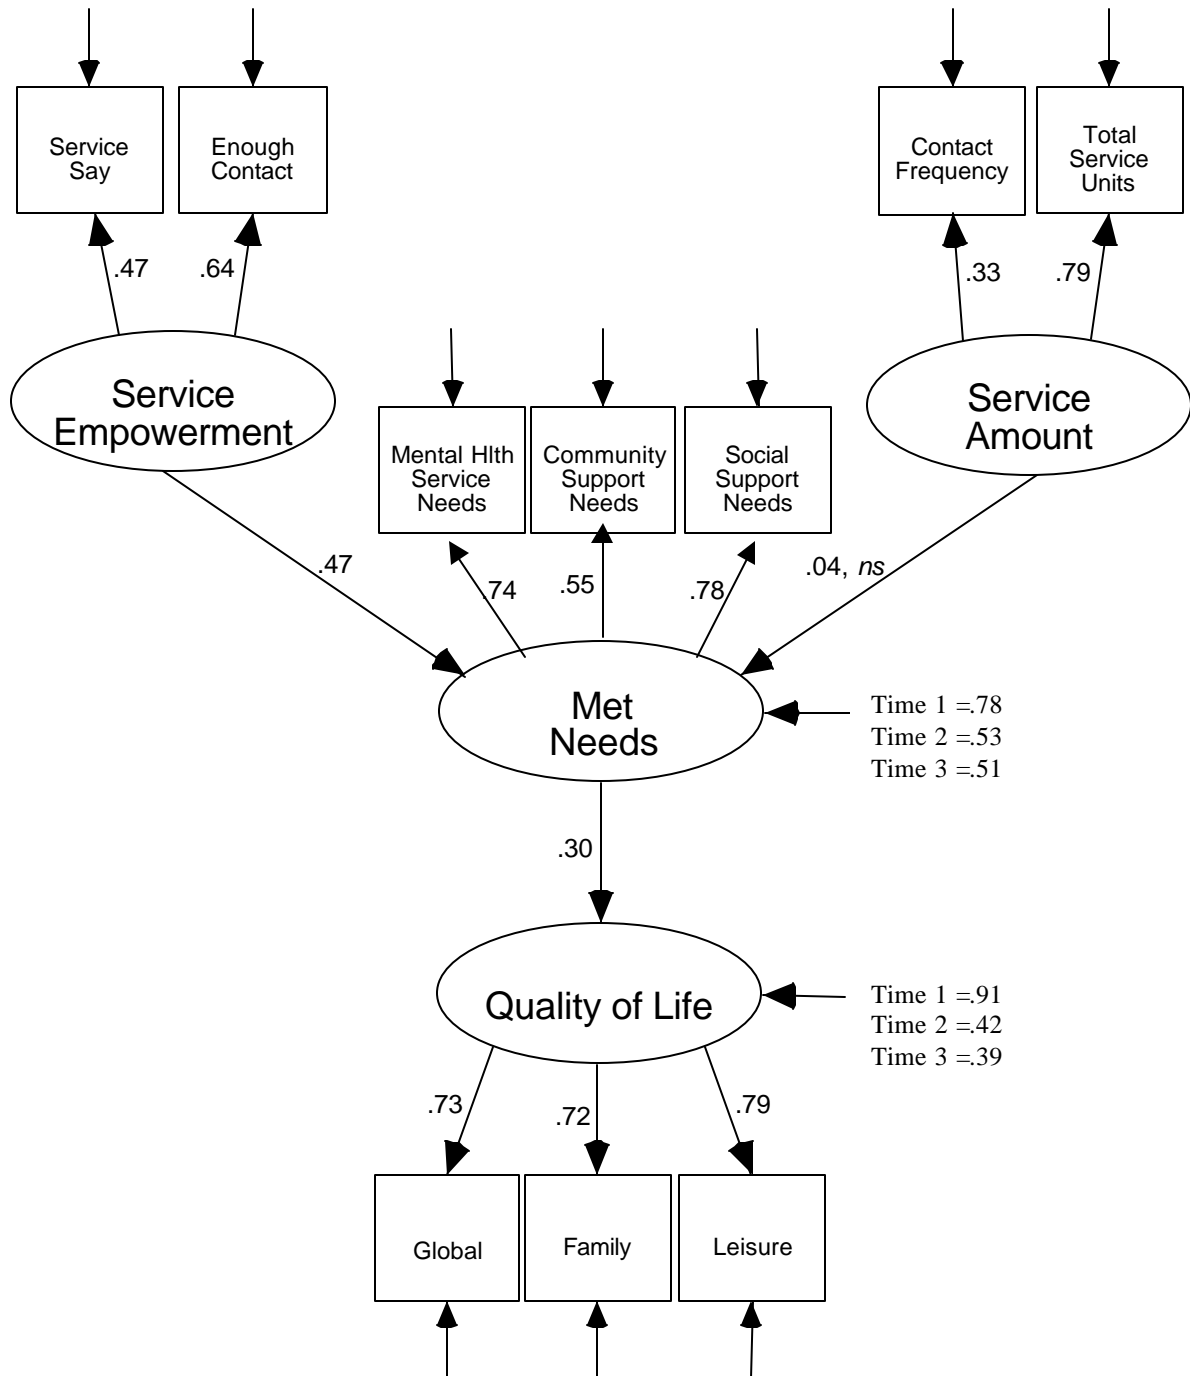 Service
Say
Enough
Contact
Contact
Frequency
Total
Service
Units
.47
.64
.33
.79
Service
Empowerment
Service
Amount
Mental Hlth
Service
Needs
Community
Support
Needs
Social
Support
Needs
.47
.74
.55
.78
.04, ns
Met
Needs
Time 1 =.78
Time 2 =.53
Time 3 =.51
.30
Quality of Life
Time 1 =.91
Time 2 =.42
Time 3 =.39
.73
.72
.79
Global
Family
Leisure